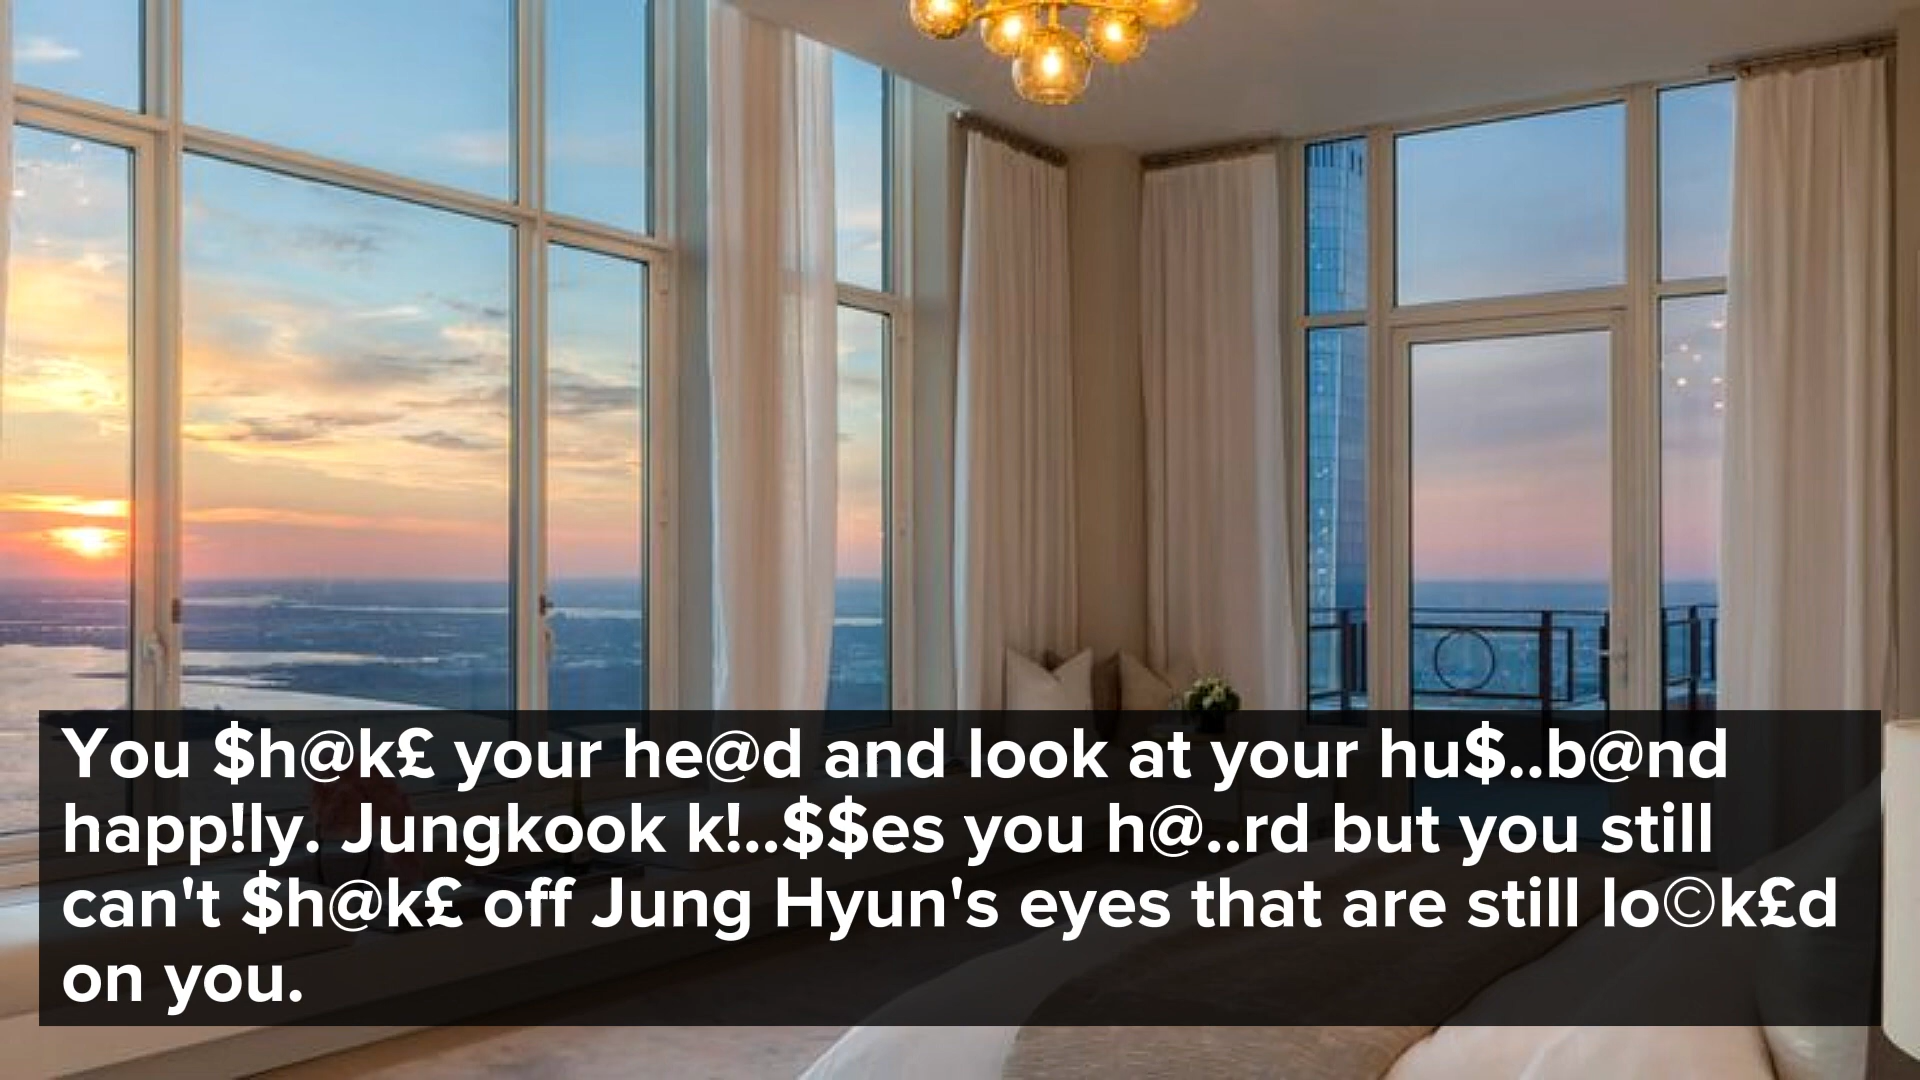 You $h@k£ your he@d and look at your hu$..b@nd
happ!ly. Jungkook k!..$$es you h@..rd but you still
can't $h@k£ off Jung Hyun's eyes that are still lo©k£d
on you.